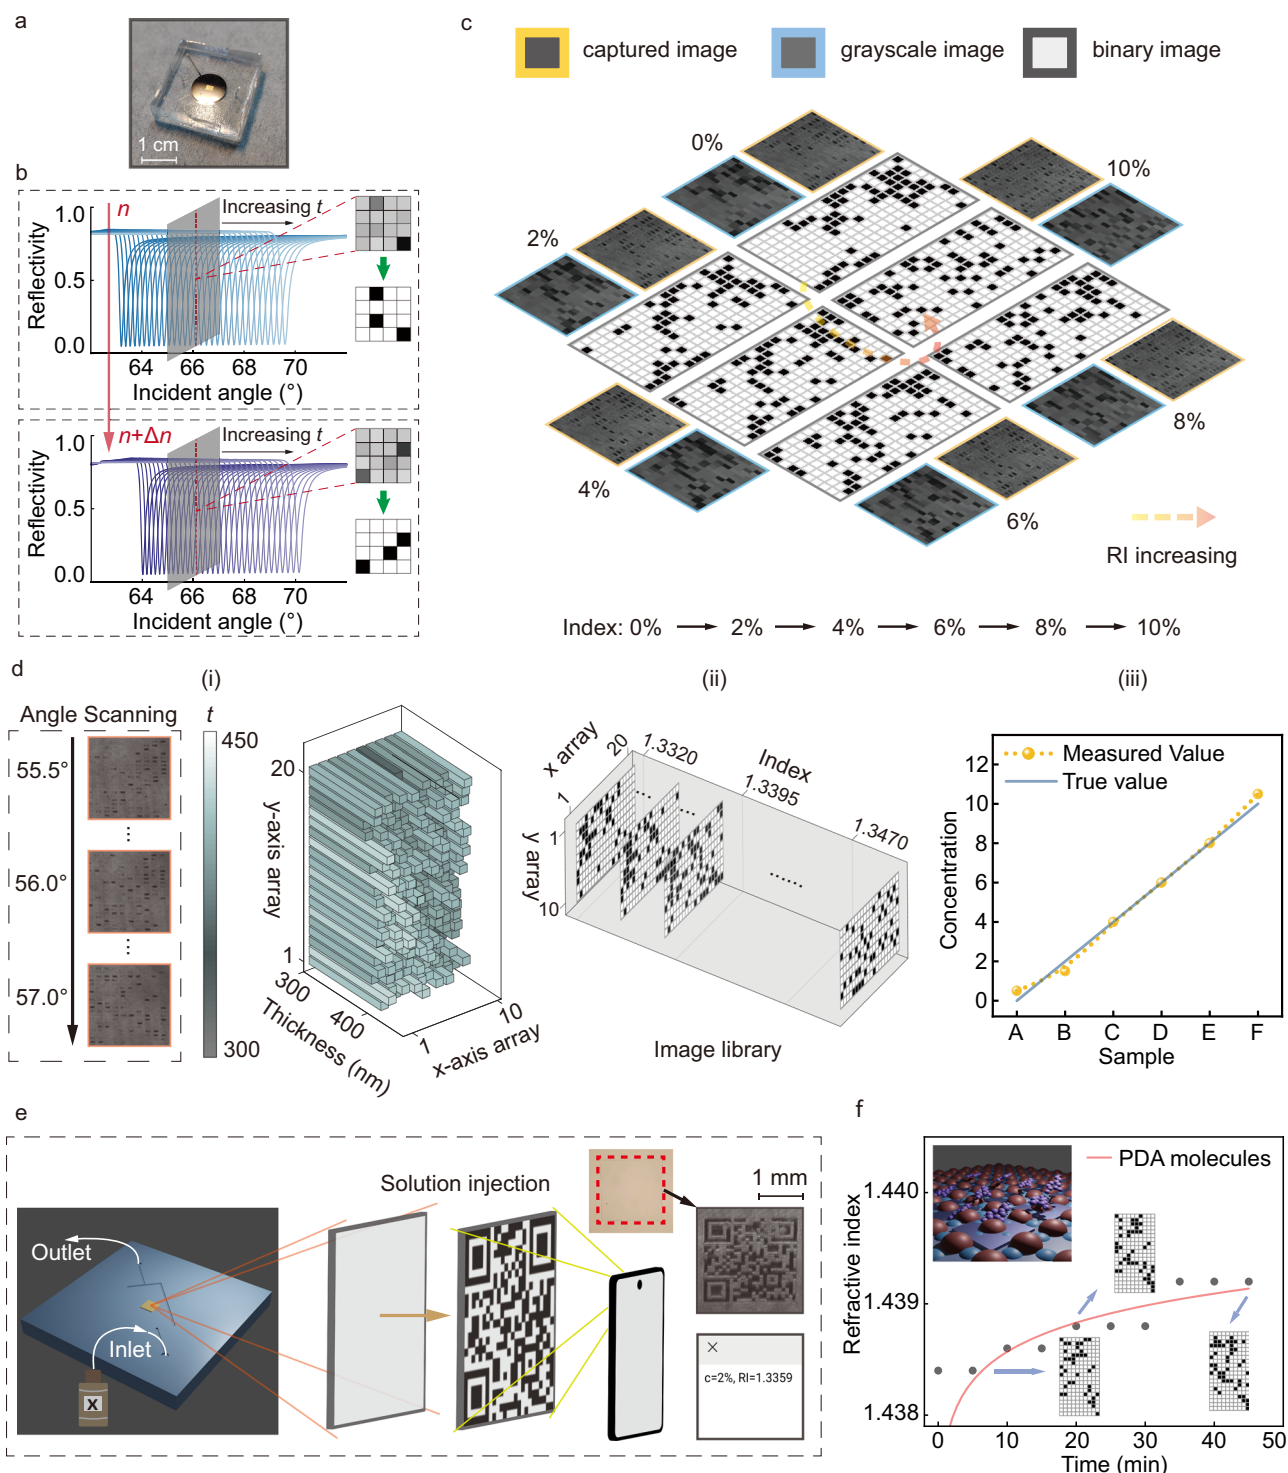 a
1 cm
b
1.0
n
Increasing t
0.5
0.0
Reflectivity
64 66 68 70
Incident angle (°)
1.0
n+Δn
Increasing t
0.5
0.0
Reflectivity
64 66 68 70
Incident angle (°)
c
captured image
grayscale image
binary image
0%
10%
2%
8%
4%
6%
RI increasing
Index: 0% 2% 4% 6% 8% 10%
d
(i)
Angle Scanning
55.5°
56.0°
57.0°
t
450
300
20
y-axis array
1
300
400
Thickness (nm)
1
10
x-axis array
(ii)
x array
20
1
1.3320
Index
1.3395
1.3470
1
y array
10
Image library
(iii)
Measured Value
True value
12
10
8
6
4
2
0
Concentration
A B C D E F
Sample
e
Outlet
Inlet
X
Solution injection
1 mm
×
c=2%, RI=1.3359
f
PDA molecules
1.440
1.439
1.438
Refractive index
0 10 20 30 40 50
Time (min)